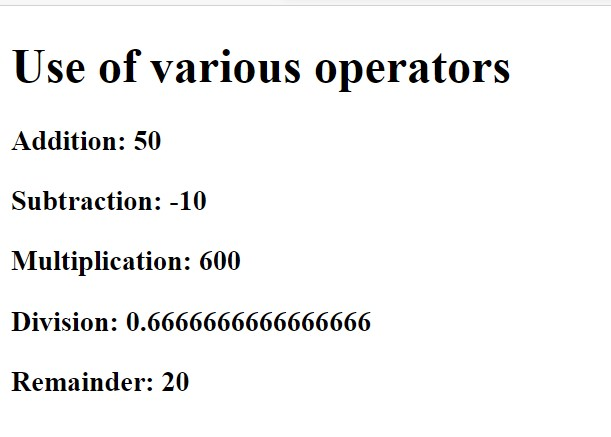 Use of various operators
Addition: 50
Subtraction: -10
Multiplication: 600
Division: 0.6666666666666666
Remainder: 20